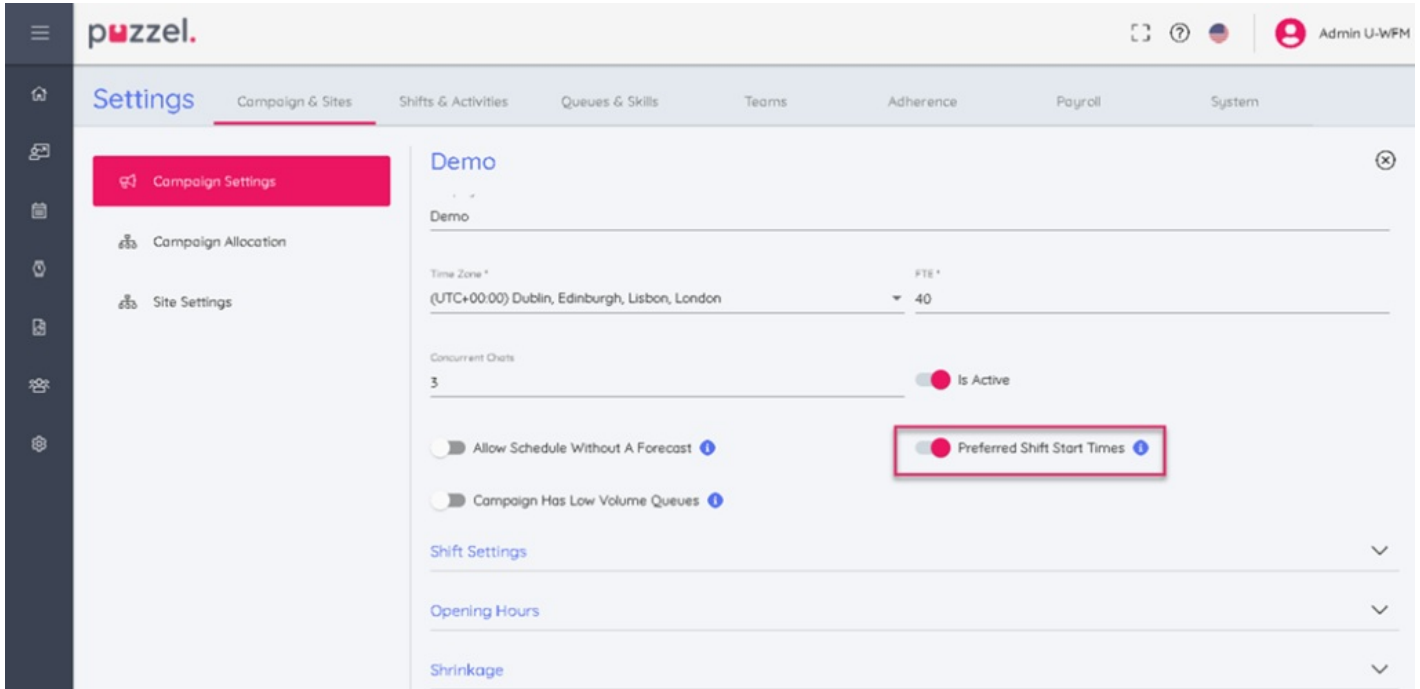 puzzel.
Admin U-WFM
Settings
Campaign & Sites
Shifts & Activities
Queues & Skills
Teams
Adherence
Payroll
System
Campaign Settings
Campaign Allocation
Site Settings
Demo
Demo
Time Zone *
FTE *
(UTC+00:00) Dublin, Edinburgh, Lisbon, London
40
Concurrent Chats
3
Is Active
Allow Schedule Without A Forecast
Preferred Shift Start Times
Campaign Has Low Volume Queues
Shift Settings
Opening Hours
Shrinkage